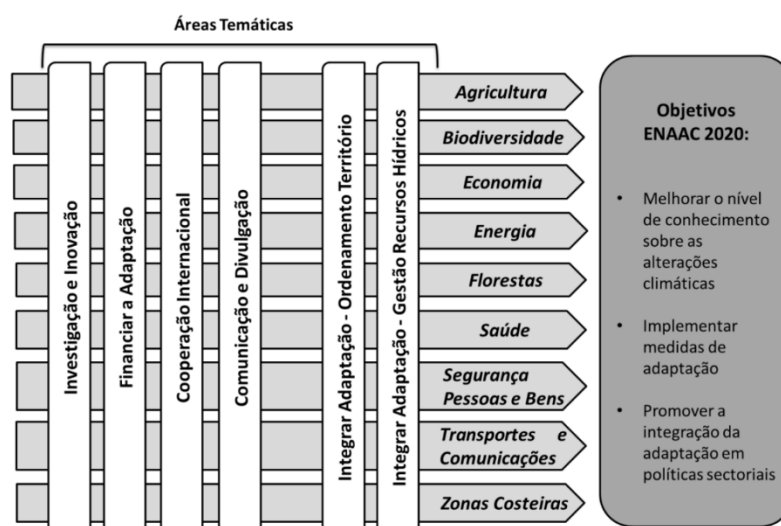 Áreas Temáticas
Investigação e Inovação
Financiar a Adaptação
Cooperação Internacional
Comunicação e Divulgação
Integrar Adaptação - Ordenamento Território
Integrar Adaptação - Gestão Recursos Hídricos
Agricultura
Biodiversidade
Economia
Energia
Florestas
Saúde
Segurança
Pessoas e Bens
Transportes e
Comunicações
Zonas Costeiras
Objetivos
ENAAC 2020:
• Melhorar o nível
de conhecimento
sobre as
alterações
climáticas
• Implementar
medidas de
adaptação
• Promover a
integração da
adaptação em
políticas sectoriais